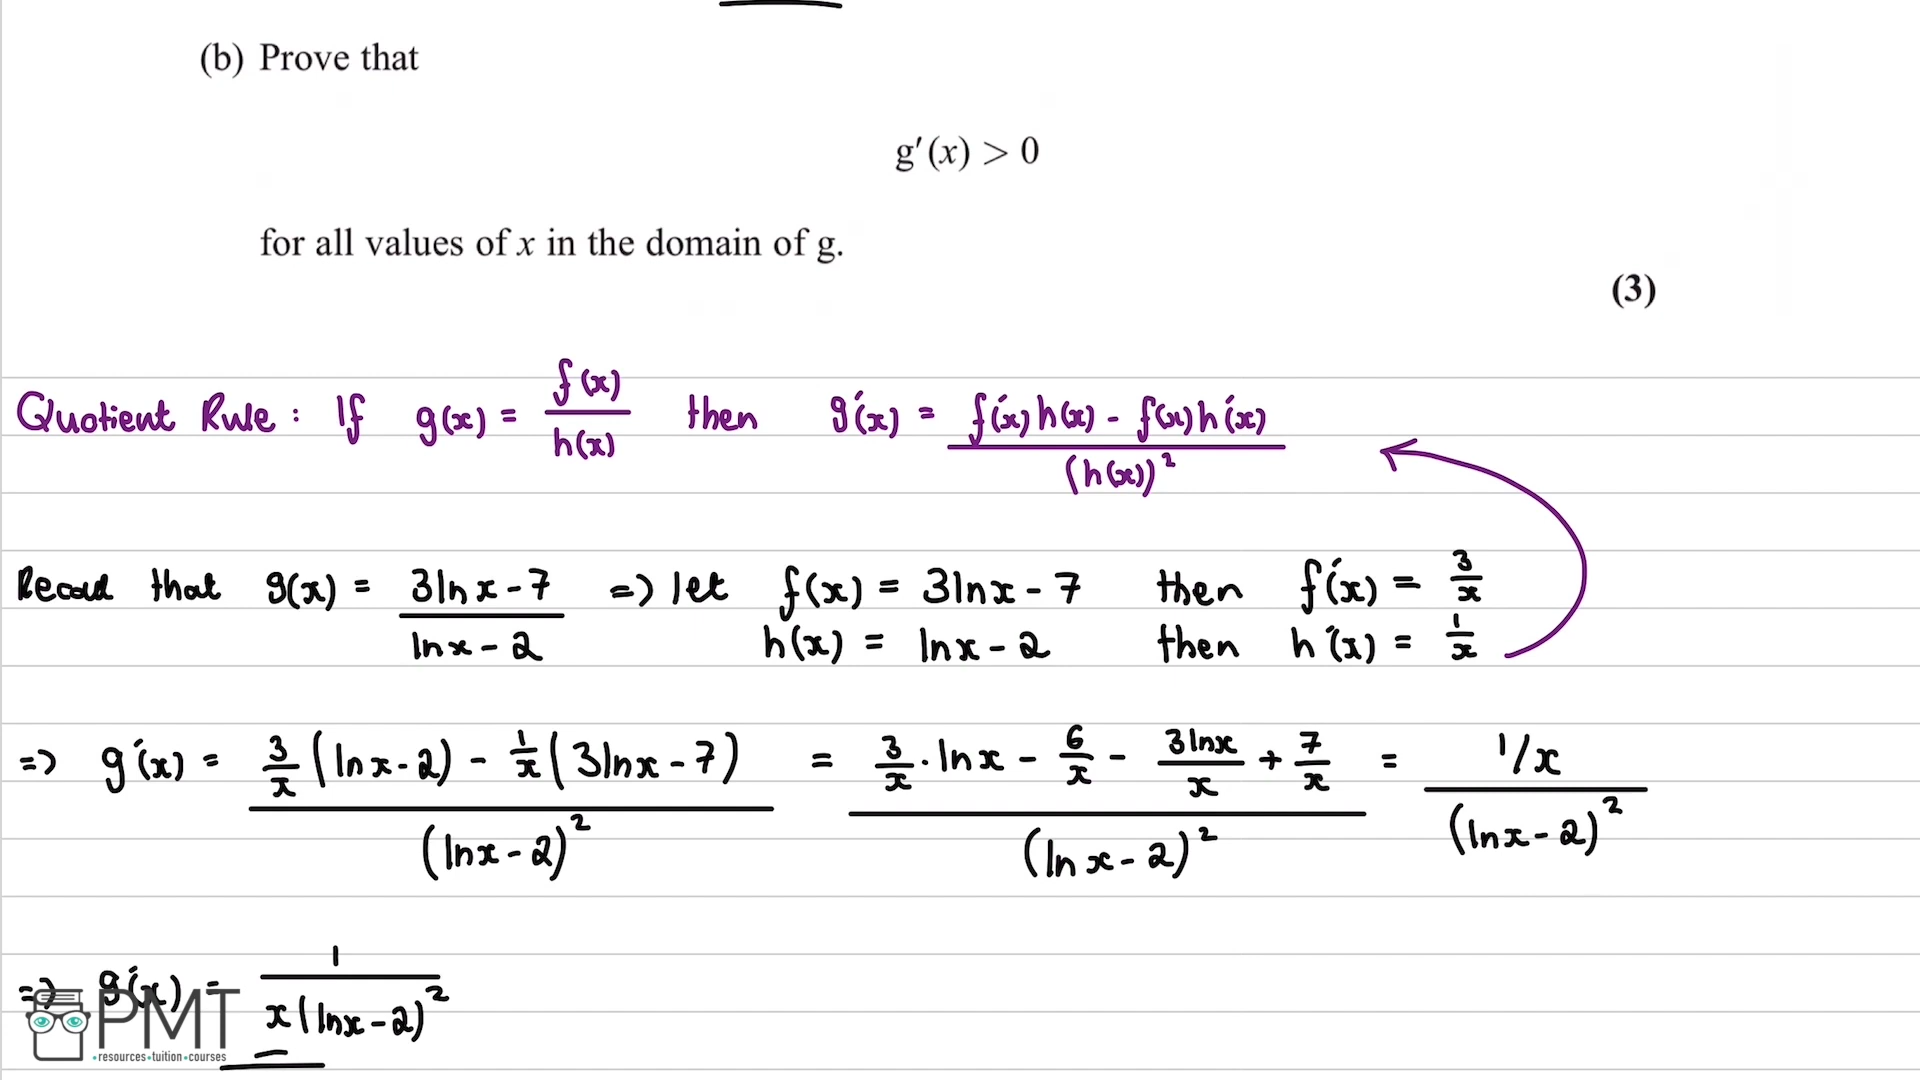 (b) Prove that
g′(x) > 0
for all values of x in the domain of g.
(3)
Quotient Rule: If g(x) = f(x)/h(x) then g′(x) = (f′(x)h(x) - f(x)h′(x))/(h(x))²
Recall that g(x) = (3lnx - 7)/(lnx - 2) => let f(x) = 3lnx - 7 then f′(x) = 3/x
h(x) = lnx - 2 then h′(x) = 1/x
=> g′(x) = (3/x(lnx - 2) - 1/x(3lnx - 7))/(lnx - 2)² = (3/x · lnx - 6/x - 3lnx/x + 7/x)/(lnx - 2)² = (1/x)/(lnx - 2)²
=> g′(x) = 1/(x(lnx - 2)²)
PMT
resources•tuition•courses